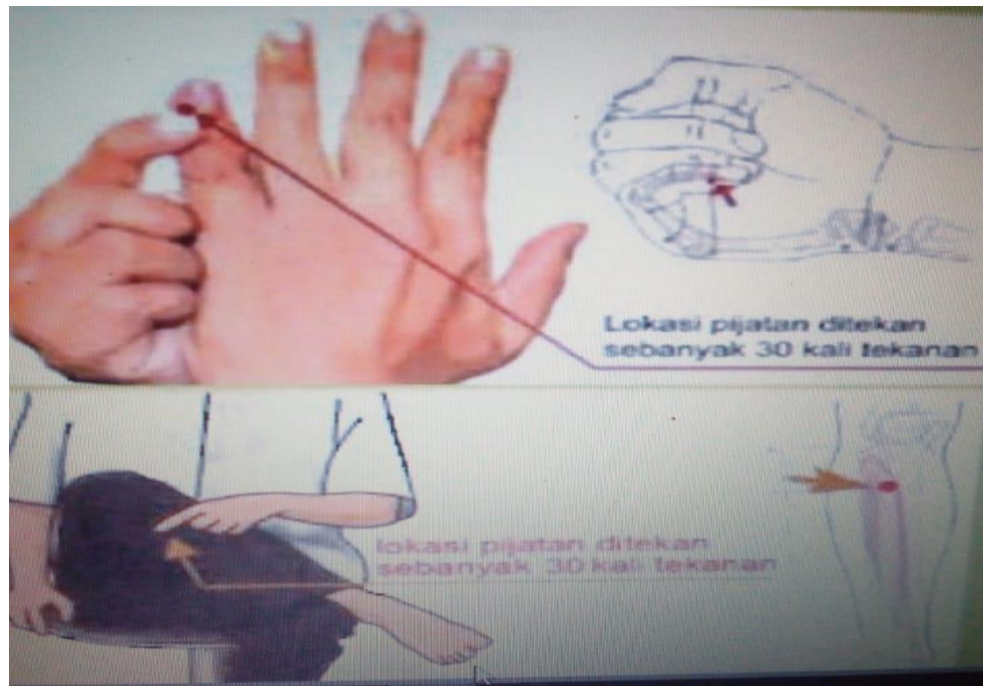 Lokasi pijatan ditekan
sebanyak 30 kali tekanan
lokasi pijatan ditekan
sebanyak 30 kali tekanan